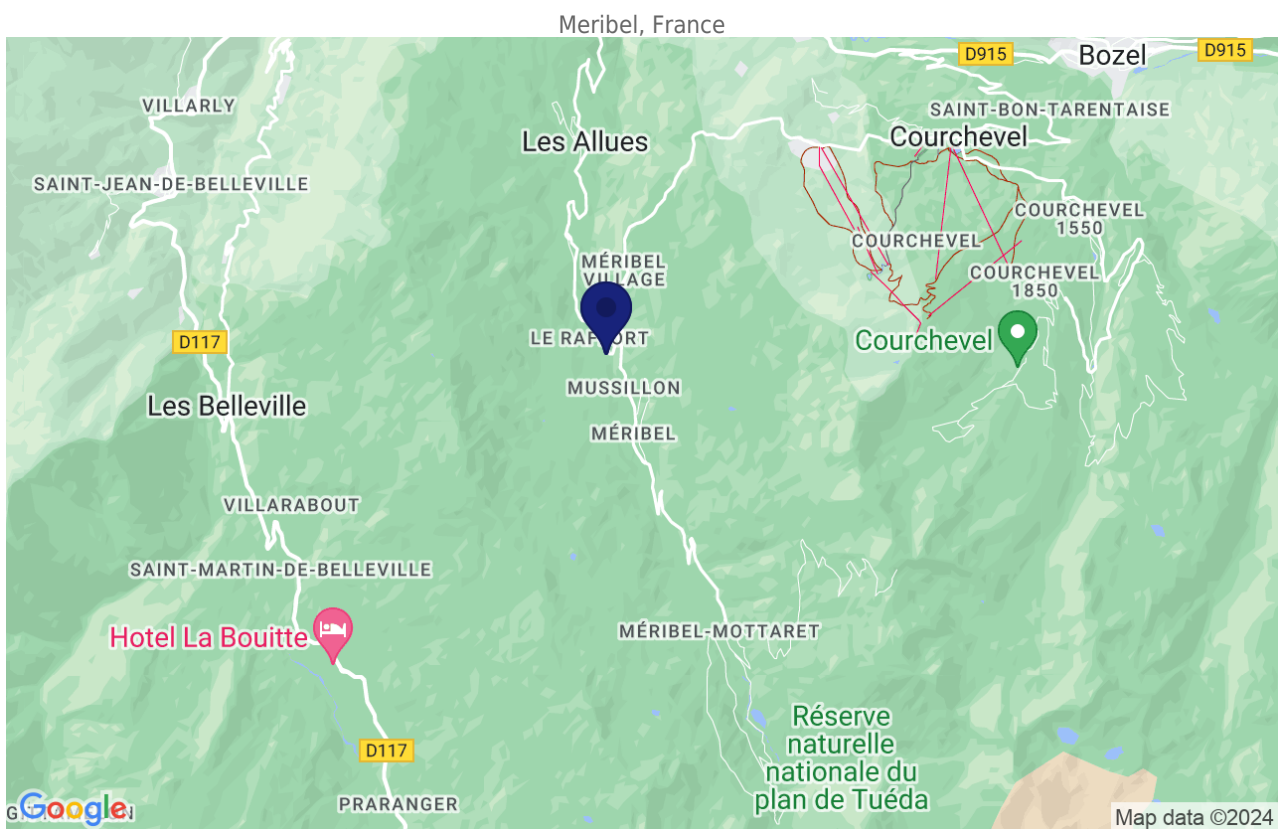 Meribel, France
D915
Bozel
D915
VILLARLY
SAINT-BON-TARENTAISE
Les Allues
Courchevel
SAINT-JEAN-DE-BELLEVILLE
COURCHEVEL
1550
COURCHEVEL
MÉRIBEL
VILLAGE
COURCHEVEL
1850
D117
LE RAFFORT
Courchevel
MUSSILLON
Les Belleville
MÉRIBEL
VILLARABOUT
SAINT-MARTIN-DE-BELLEVILLE
Hotel La Bouitte
MÉRIBEL-MOTTARET
Réserve
naturelle
nationale du
plan de Tuéda
D117
PRARANGER
Google
Map data ©2024